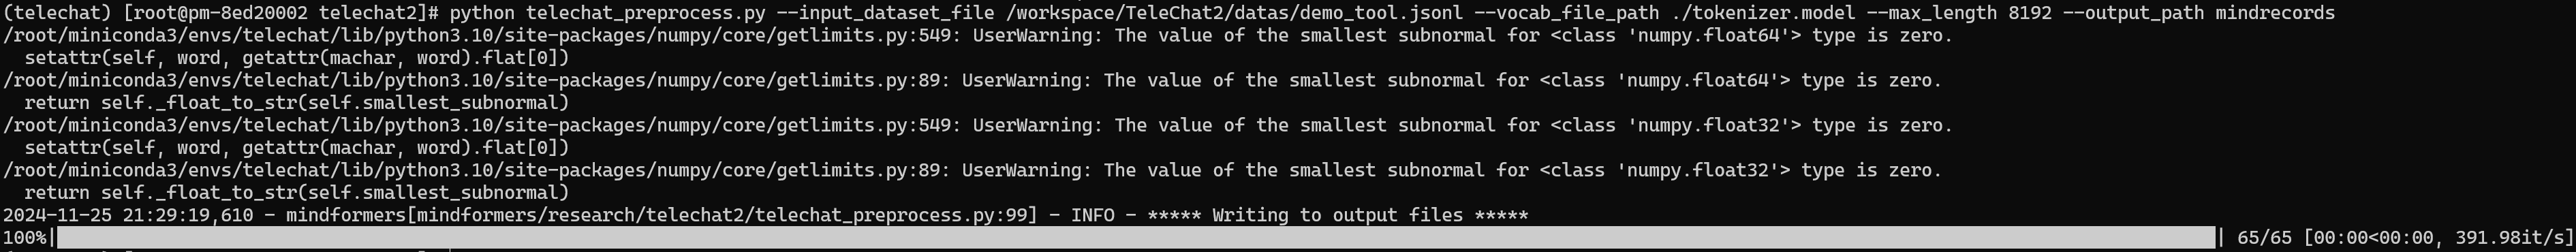 (telechat) [root@pm-8ed20002 telechat2]# python telechat_preprocess.py --input_dataset_file /workspace/TeleChat2/datas/demo_tool.jsonl --vocab_file_path ./tokenizer.model --max_length 8192 --output_path mindrecords
/root/miniconda3/envs/telechat/lib/python3.10/site-packages/numpy/core/getlimits.py:549: UserWarning: The value of the smallest subnormal for <class 'numpy.float64'> type is zero.
  setattr(self, word, getattr(machar, word).flat[0])
/root/miniconda3/envs/telechat/lib/python3.10/site-packages/numpy/core/getlimits.py:89: UserWarning: The value of the smallest subnormal for <class 'numpy.float64'> type is zero.
  return self._float_to_str(self.smallest_subnormal)
/root/miniconda3/envs/telechat/lib/python3.10/site-packages/numpy/core/getlimits.py:549: UserWarning: The value of the smallest subnormal for <class 'numpy.float32'> type is zero.
  setattr(self, word, getattr(machar, word).flat[0])
/root/miniconda3/envs/telechat/lib/python3.10/site-packages/numpy/core/getlimits.py:89: UserWarning: The value of the smallest subnormal for <class 'numpy.float32'> type is zero.
  return self._float_to_str(self.smallest_subnormal)
2024-11-25 21:29:19,610 - mindformers[mindformers/research/telechat2/telechat_preprocess.py:99] - INFO - ***** Writing to output files *****
100%| | 65/65 [00:00<00:00, 391.98it/s]